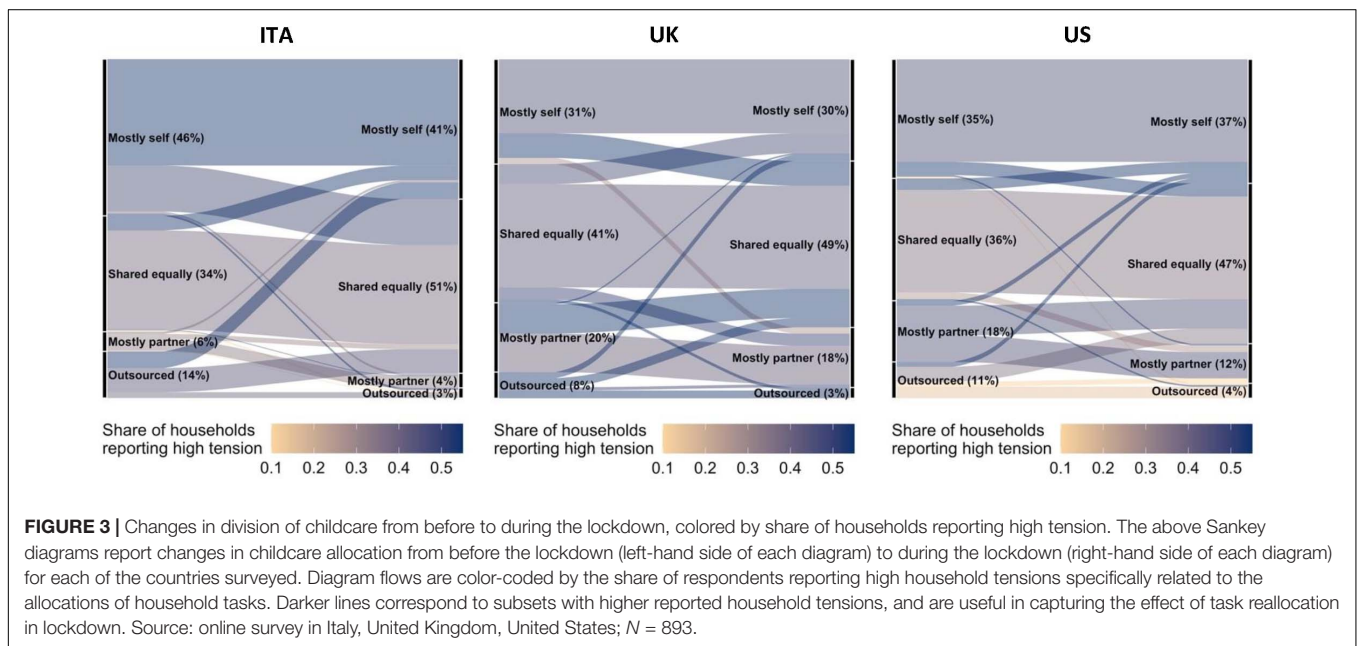 ITA
UK
US
Mostly self (46%)
Mostly self (41%)
Shared equally (34%)
Shared equally (51%)
Mostly partner (6%)
Mostly partner (4%)
Outsourced (14%)
Outsourced (3%)
Mostly self (31%)
Mostly self (30%)
Shared equally (41%)
Shared equally (49%)
Mostly partner (20%)
Mostly partner (18%)
Outsourced (8%)
Outsourced (3%)
Mostly self (35%)
Mostly self (37%)
Shared equally (36%)
Shared equally (47%)
Mostly partner (18%)
Mostly partner (12%)
Outsourced (11%)
Outsourced (4%)
Share of households
reporting high tension
0.1 0.2 0.3 0.4 0.5
Share of households
reporting high tension
0.1 0.2 0.3 0.4 0.5
Share of households
reporting high tension
0.1 0.2 0.3 0.4 0.5
FIGURE 3 | Changes in division of childcare from before to during the lockdown, colored by share of households reporting high tension. The above Sankey
diagrams report changes in childcare allocation from before the lockdown (left-hand side of each diagram) to during the lockdown (right-hand side of each diagram)
for each of the countries surveyed. Diagram flows are color-coded by the share of respondents reporting high household tensions specifically related to the
allocations of household tasks. Darker lines correspond to subsets with higher reported household tensions, and are useful in capturing the effect of task reallocation
in lockdown. Source: online survey in Italy, United Kingdom, United States; N = 893.